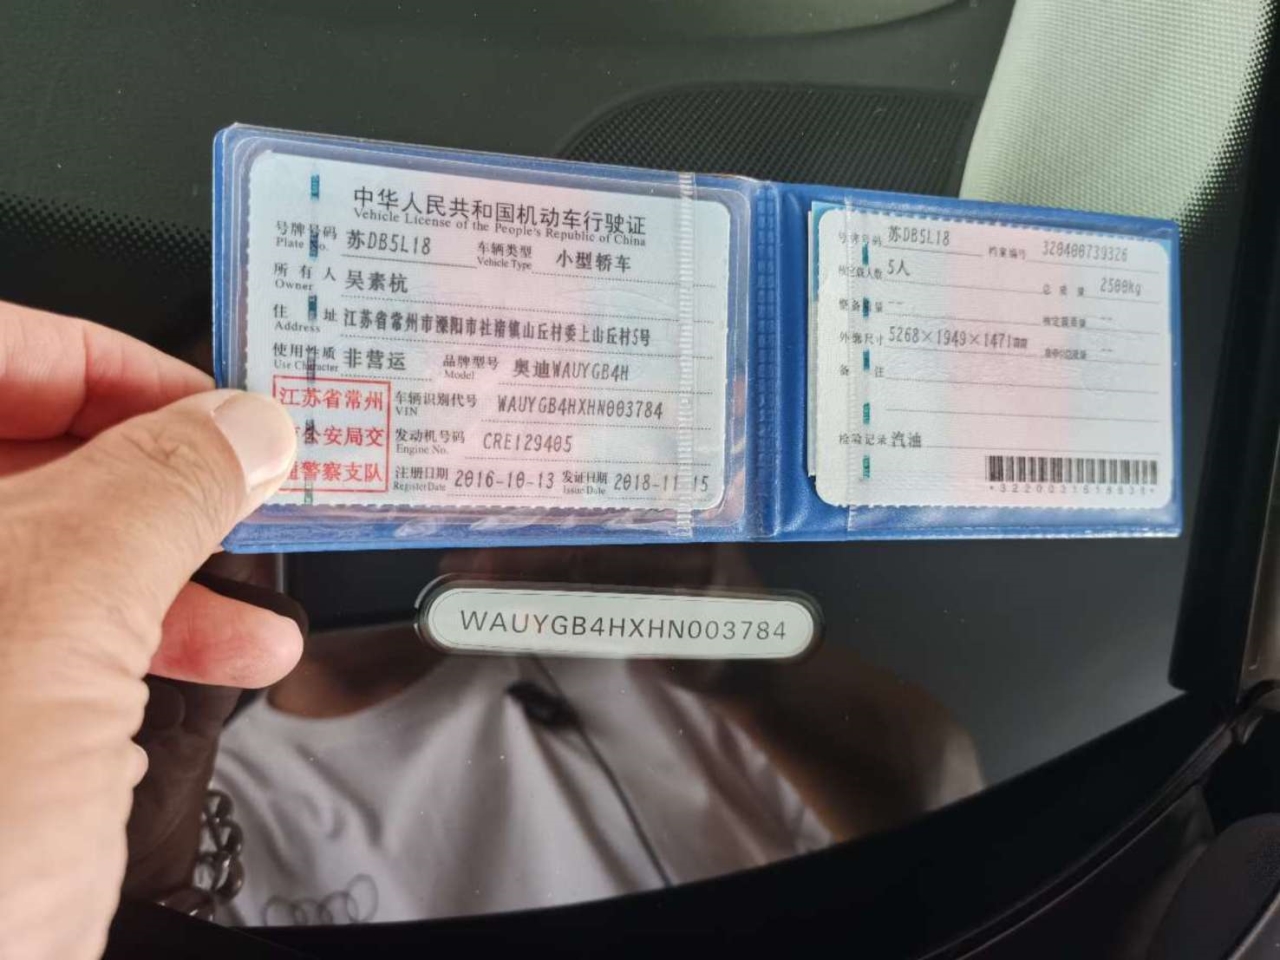 中华人民共和国机动车行驶证
Vehicle License of the People's Republic of China
号牌号码 苏DB5L18 车辆类型 小型轿车
Plate No. Vehicle Type
所有人 吴素杭
Owner
住址 江苏省常州市溧阳市社渚镇山丘村委上山丘村5号
Address
使用性质 非营运 品牌型号 奥迪WAUYGB4H
Use Character Model
江苏省常州
公安局交
警察支队
车辆识别代号 WAUYGB4HXHN003784
VIN
发动机号码 CRE129405
Engine No.
注册日期 2016-10-13 发证日期 2018-11-15
Register Date Issue Date
号牌号码 苏DB5L18 档案编号 320400739326
核定载人数 5人 总质量 2500kg
整备质量 -- 核定载质量 --
外廓尺寸 5268×1949×1471 --
备注
检验记录 汽油
WAUYGB4HXHN003784